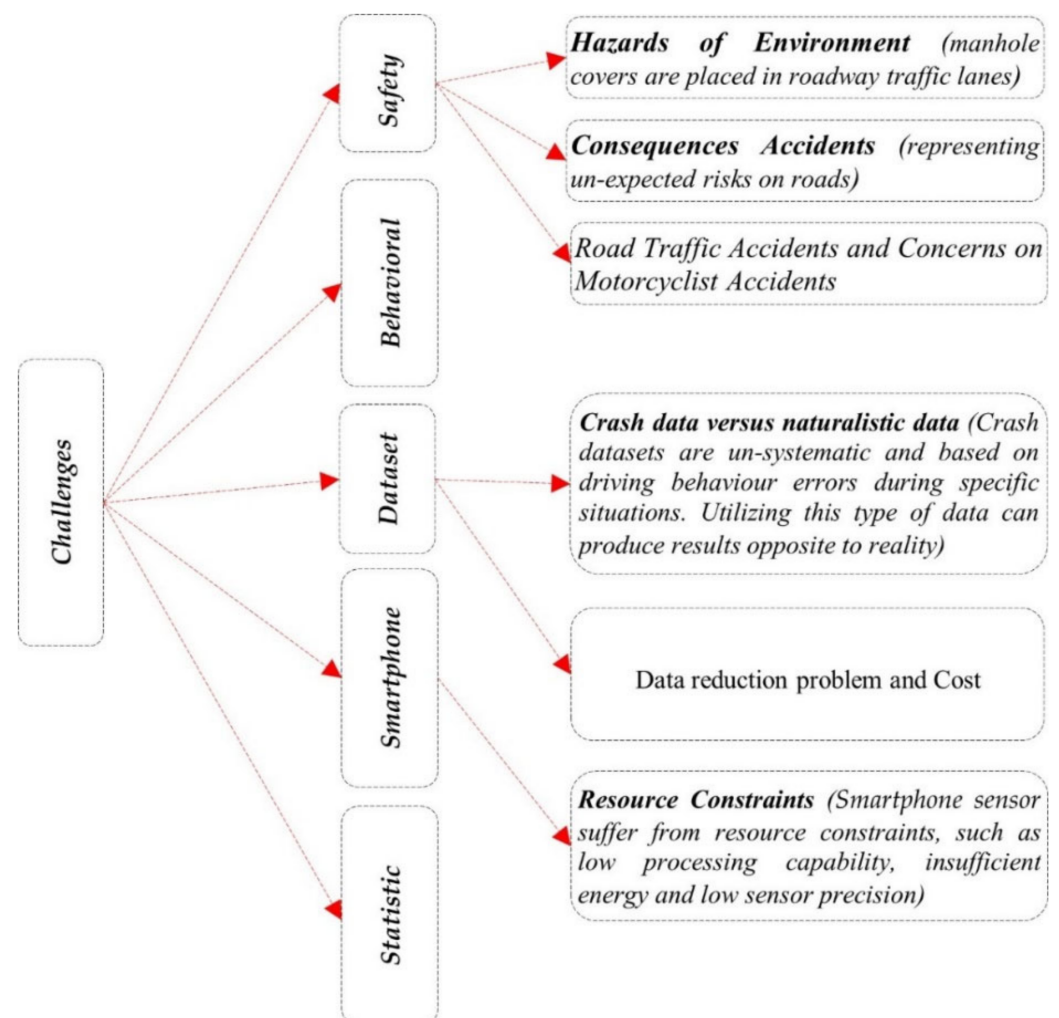 Challenges
Safety
Hazards of Environment (manhole
covers are placed in roadway traffic lanes)
Consequences Accidents (representing
un-expected risks on roads)
Road Traffic Accidents and Concerns on
Motorcyclist Accidents
Behavioral
Dataset
Crash data versus naturalistic data (Crash
datasets are un-systematic and based on
driving behaviour errors during specific
situations. Utilizing this type of data can
produce results opposite to reality)
Data reduction problem and Cost
Smartphone
Resource Constraints (Smartphone sensor
suffer from resource constraints, such as
low processing capability, insufficient
energy and low sensor precision)
Statistic